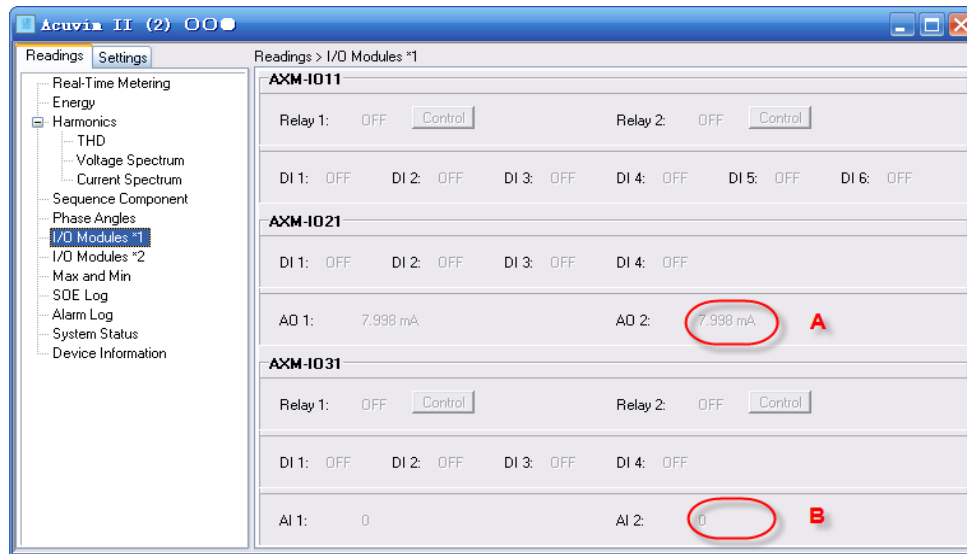 Acuvim II (2) ○○●
Readings Settings
Readings > I/O Modules *1
Real-Time Metering
Energy
Harmonics
THD
Voltage Spectrum
Current Spectrum
Sequence Component
Phase Angles
I/O Modules *1
I/O Modules *2
Max and Min
SOE Log
Alarm Log
System Status
Device Information
AXM-IO11
Relay 1: OFF Control Relay 2: OFF Control
DI 1: OFF DI 2: OFF DI 3: OFF DI 4: OFF DI 5: OFF DI 6: OFF
AXM-IO21
DI 1: OFF DI 2: OFF DI 3: OFF DI 4: OFF
AO 1: 7.998 mA AO 2: 7.998 mA A
AXM-IO31
Relay 1: OFF Control Relay 2: OFF Control
DI 1: OFF DI 2: OFF DI 3: OFF DI 4: OFF
AI 1: 0 AI 2: 0 B